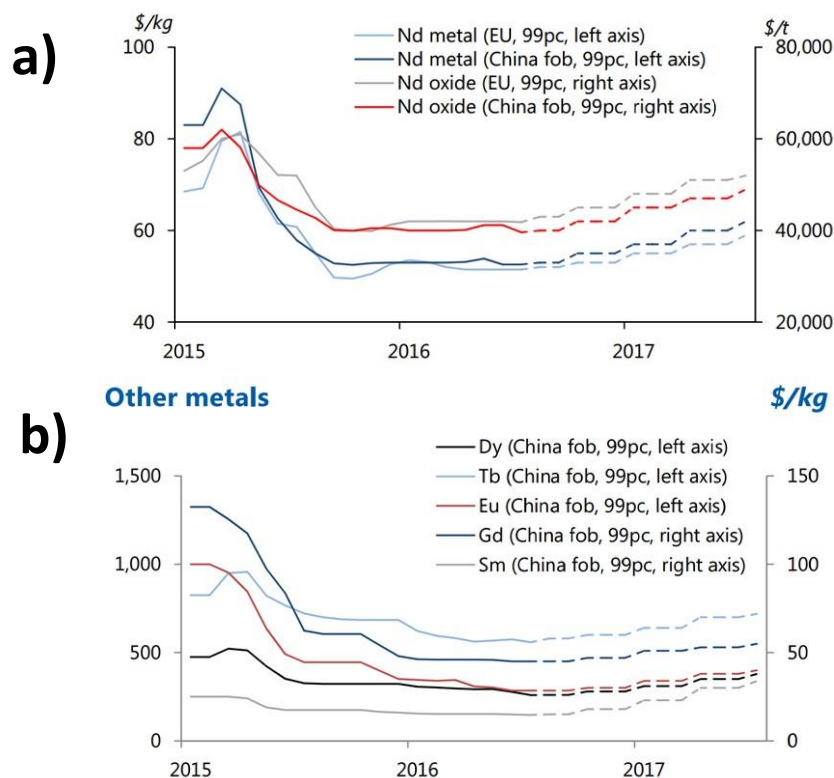 a)
$/kg
$/t
100
80,000
Nd metal (EU, 99pc, left axis)
Nd metal (China fob, 99pc, left axis)
Nd oxide (EU, 99pc, right axis)
Nd oxide (China fob, 99pc, right axis)
80
60,000
60
40,000
40
20,000
2015
2016
2017
Other metals
$/kg
b)
Dy (China fob, 99pc, left axis)
Tb (China fob, 99pc, left axis)
Eu (China fob, 99pc, left axis)
Gd (China fob, 99pc, right axis)
Sm (China fob, 99pc, right axis)
1,500
150
1,000
100
500
50
0
0
2015
2016
2017